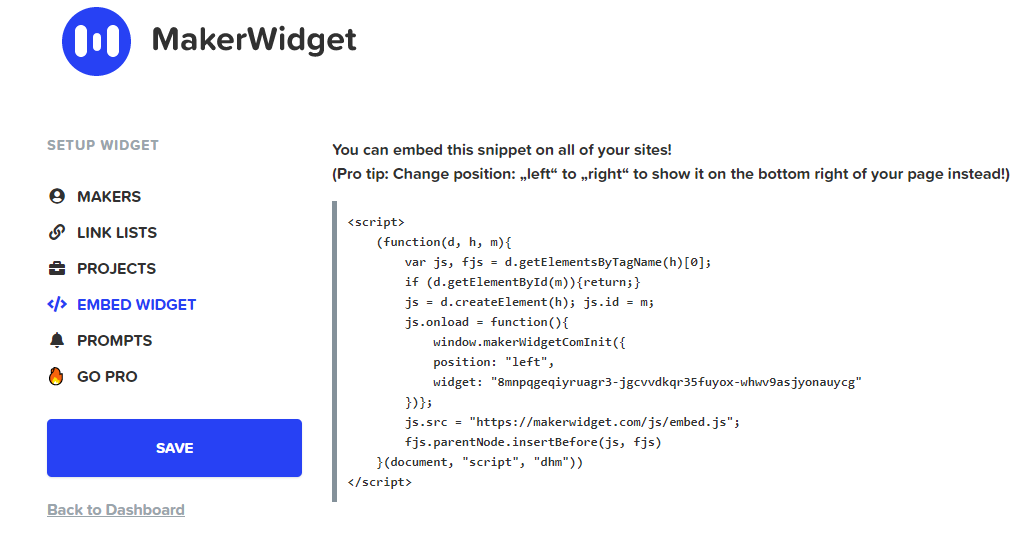 MakerWidget
SETUP WIDGET
MAKERS
LINK LISTS
PROJECTS
EMBED WIDGET
PROMPTS
GO PRO
SAVE
Back to Dashboard
You can embed this snippet on all of your sites!
(Pro tip: Change position: „left“ to „right“ to show it on the bottom right of your page instead!)
<script>
    (function(d, h, m){
        var js, fjs = d.getElementsByTagName(h)[0];
        if (d.getElementById(m)){return;}
        js = d.createElement(h); js.id = m;
        js.onload = function(){
            window.makerWidgetComInit({
            position: "left",
            widget: "8mnpqgeqiyruagr3-jgcvvdkqr35fuyox-whwv9asjyonauycg"
        })};
        js.src = "https://makerwidget.com/js/embed.js";
        fjs.parentNode.insertBefore(js, fjs)
    }(document, "script", "dhm"))
</script>